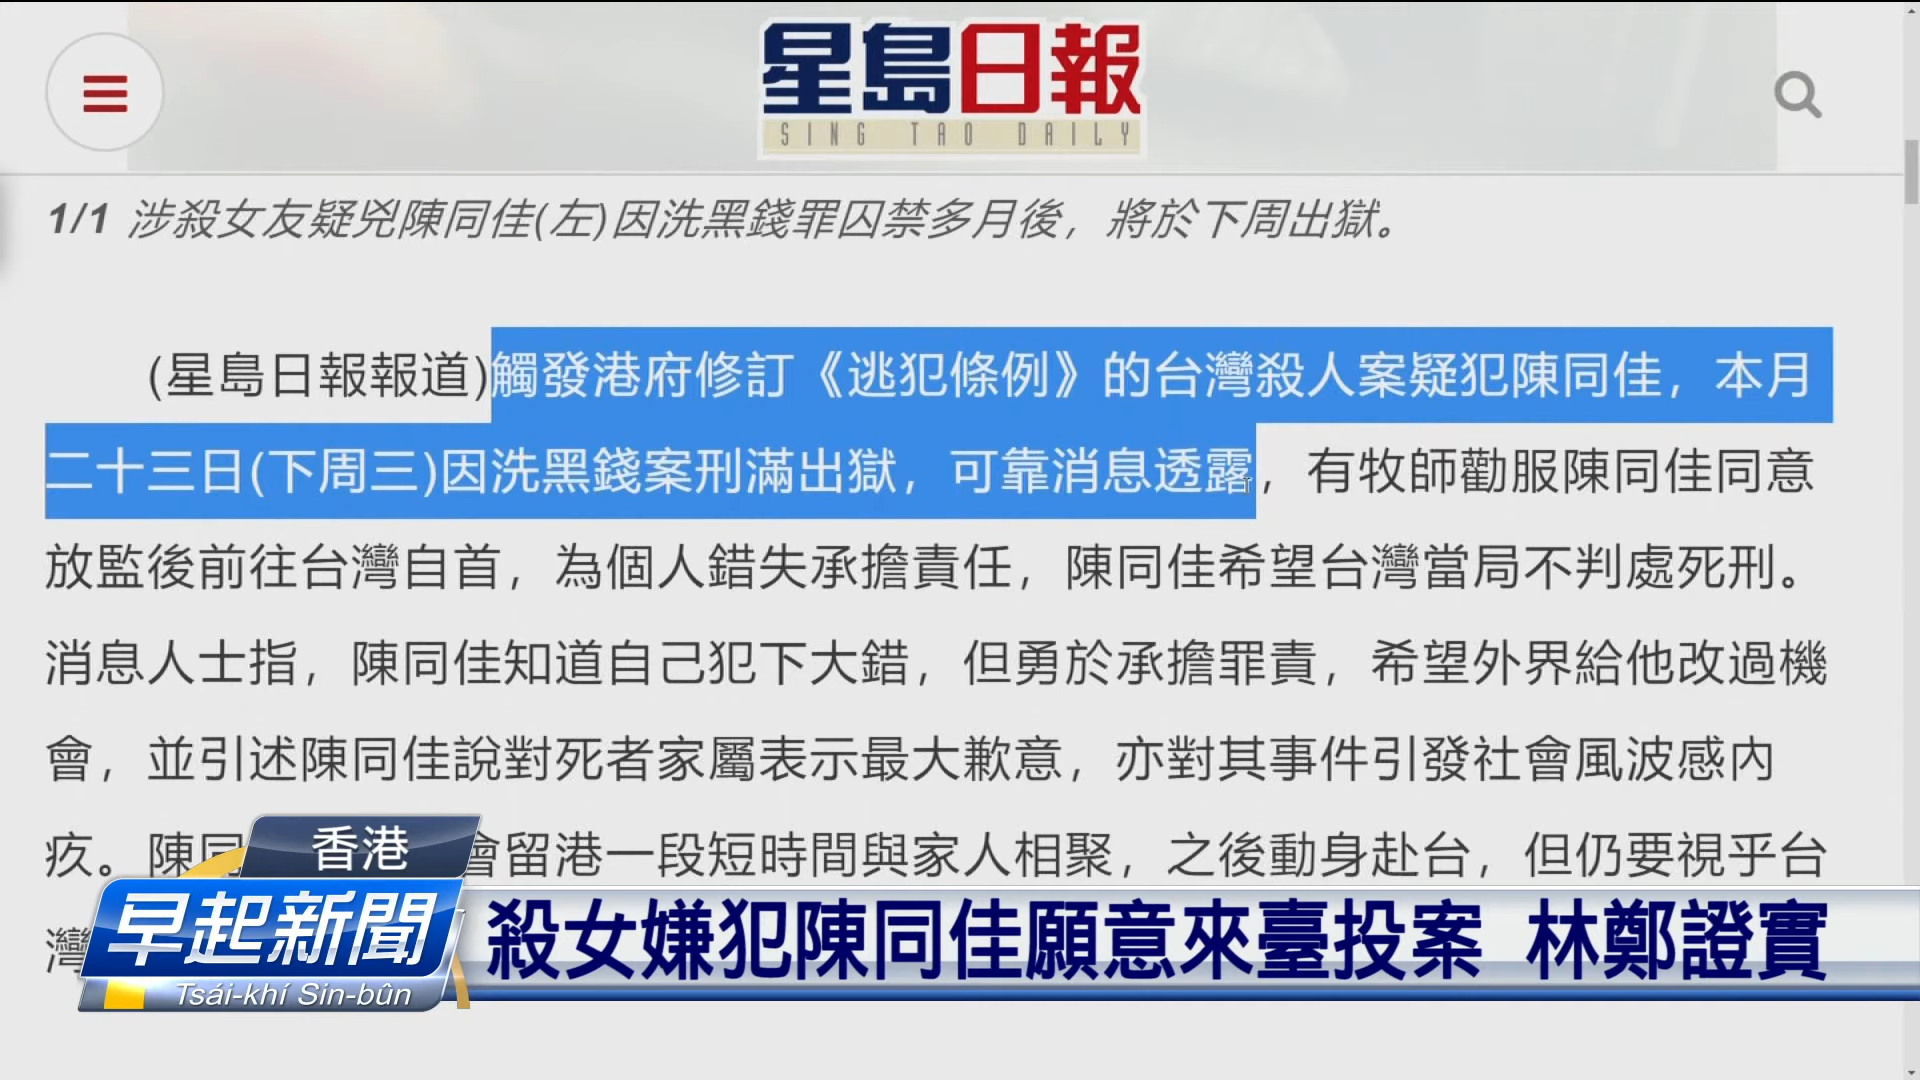 星島日報
SING TAO DAILY
1/1 涉殺女友疑兇陳同佳(左)因洗黑錢罪囚禁多月後，將於下周出獄。
(星島日報報道)觸發港府修訂《逃犯條例》的台灣殺人案疑犯陳同佳，本月
二十三日(下周三)因洗黑錢案刑滿出獄，可靠消息透露，有牧師勸服陳同佳同意
放監後前往台灣自首，為個人錯失承擔責任，陳同佳希望台灣當局不判處死刑。
消息人士指，陳同佳知道自己犯下大錯，但勇於承擔罪責，希望外界給他改過機
會，並引述陳同佳說對死者家屬表示最大歉意，亦對其事件引發社會風波感內
疚。陳同會留港一段短時間與家人相聚，之後動身赴台，但仍要視乎台
灣
香港
早起新聞
Tsái-khí Sin-bûn
殺女嫌犯陳同佳願意來臺投案 林鄭證實